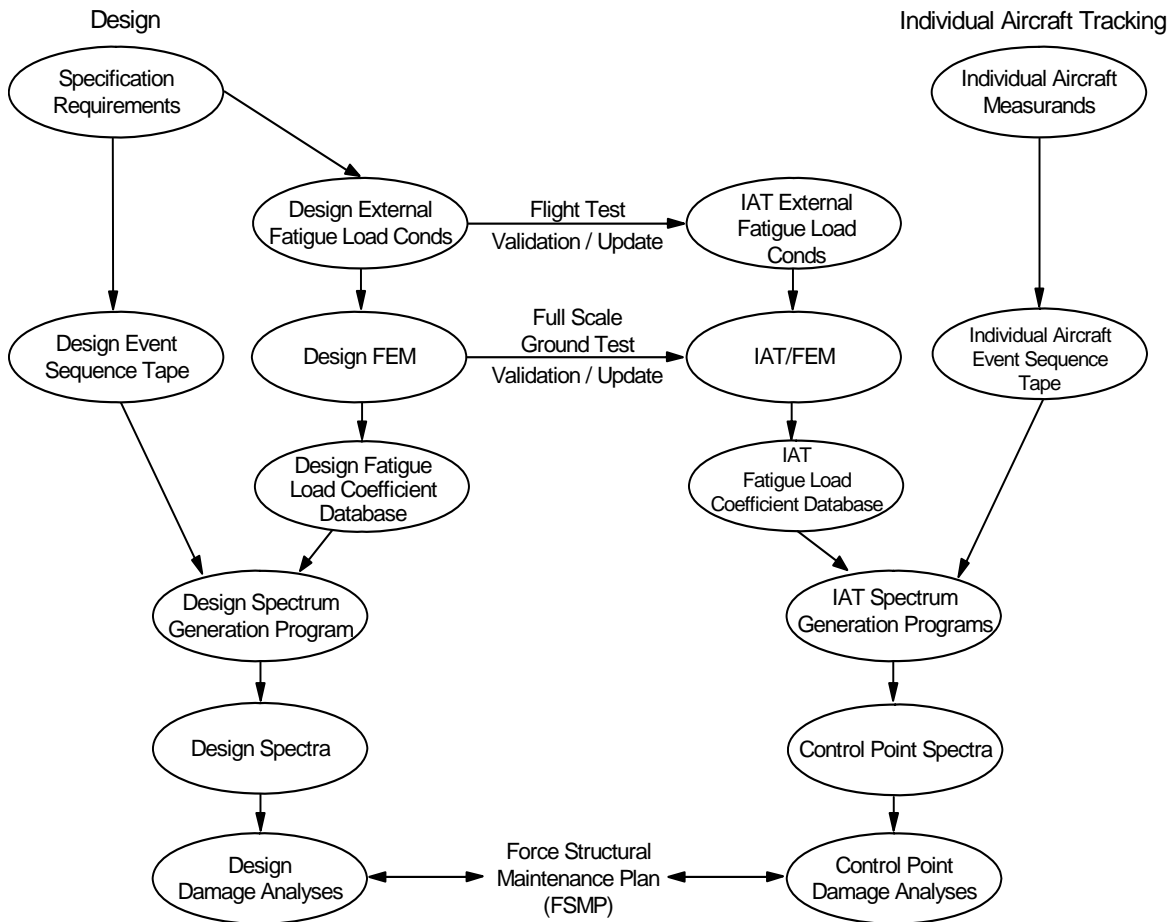 Design
Individual Aircraft Tracking
Specification
Requirements
Individual Aircraft
Measurands
Design External
Fatigue Load Conds
Flight Test
Validation / Update
IAT External
Fatigue Load
Conds
Design Event
Sequence Tape
Design FEM
Full Scale
Ground Test
Validation / Update
IAT/FEM
Individual Aircraft
Event Sequence
Tape
Design Fatigue
Load Coefficient
Database
IAT
Fatigue Load
Coefficient Database
Design Spectrum
Generation Program
IAT Spectrum
Generation Programs
Design Spectra
Control Point Spectra
Design
Damage Analyses
Force Structural
Maintenance Plan
(FSMP)
Control Point
Damage Analyses